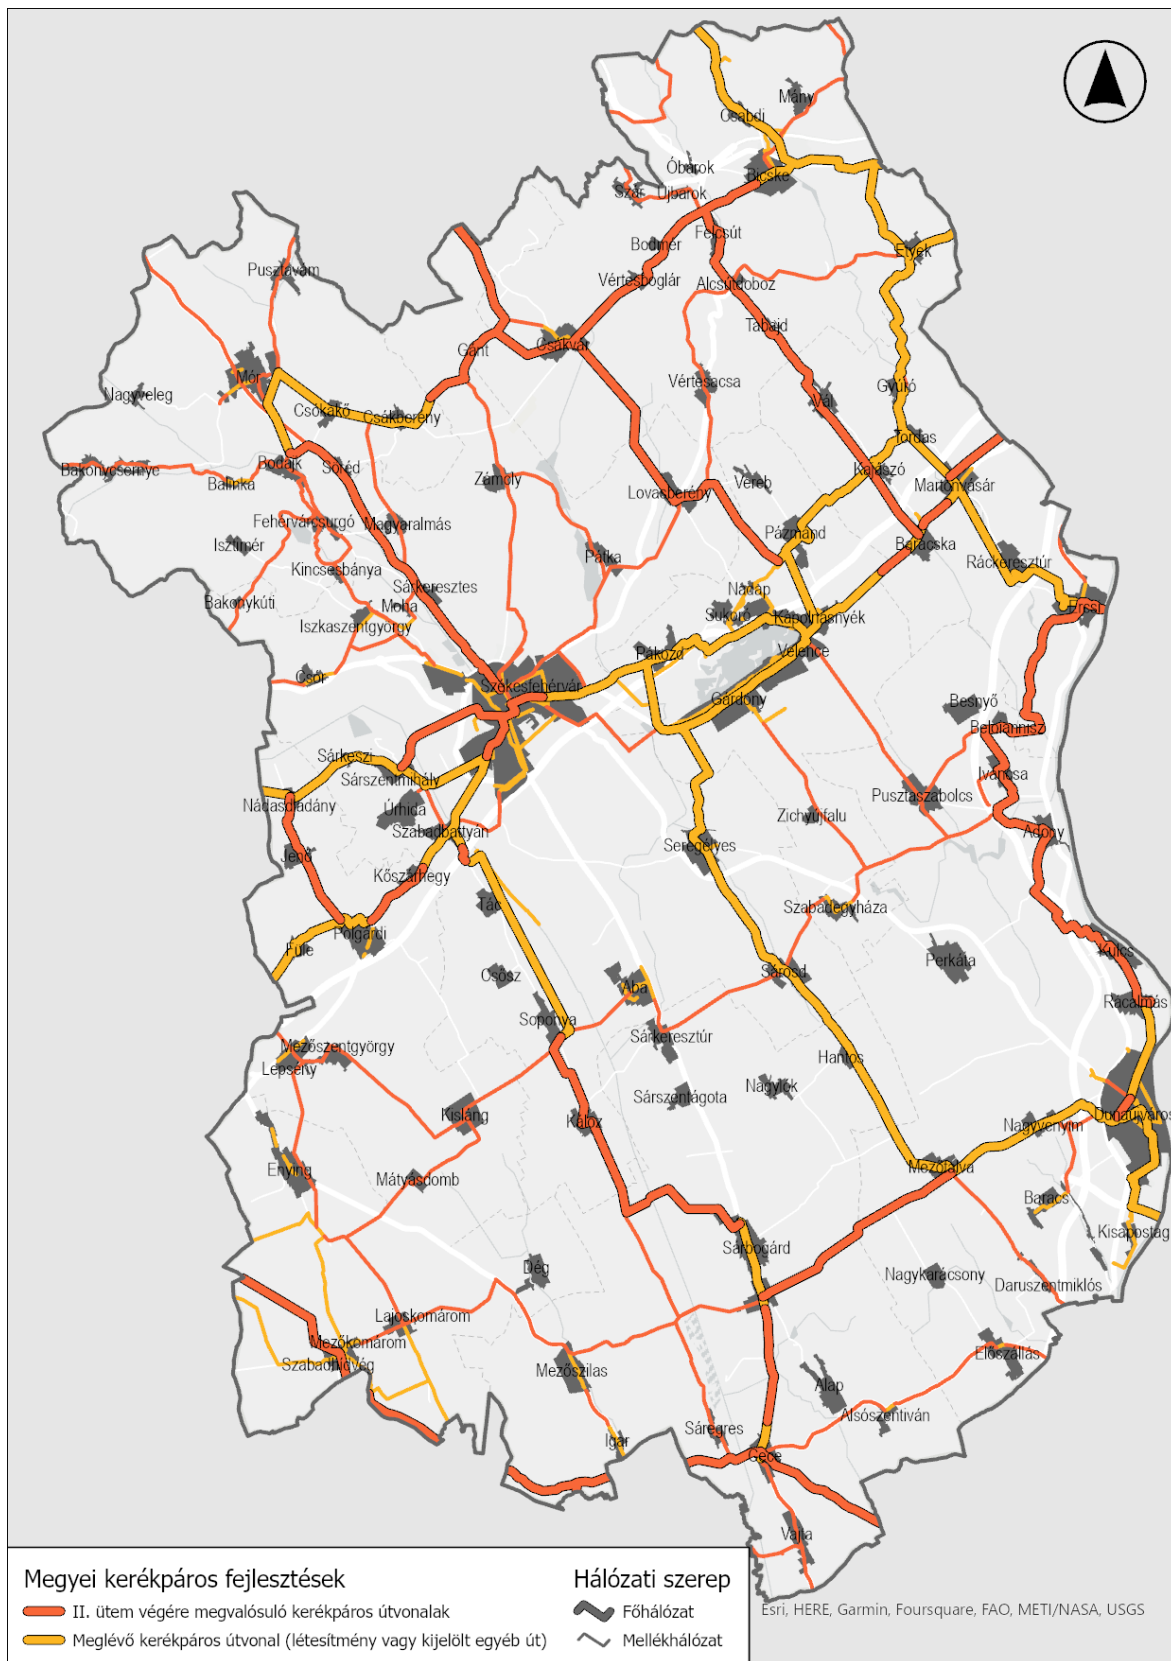 Mány
Csabdi
Óbarok
Bicske
Szár
Újbarok
Felcsút
Bodmér
Etyek
Pusztavám
Vértesboglár
Alcsútdoboz
Tabajd
Csákvár
Gánt
Mór
Vértesacsa
Gyúró
Nagyveleg
Csókakő
Csákberény
Vál
Tordas
Bakonycsernye
Bodajk
Söréd
Balinka
Zámoly
Lovasberény
Vereb
Kajászó
Martonvásár
Fehérvárcsurgó
Magyaralmás
Pázmánd
Baracska
Isztimér
Pátka
Ráckeresztúr
Kincsesbánya
Sárkeresztes
Nadap
Bakonykúti
Moha
Sukoró
Kápolnásnyék
Ercsi
Iszkaszentgyörgy
Pákozd
Velence
Csór
Székesfehérvár
Gárdony
Besnyő
Beloiannisz
Sárkeszi
Sárszentmihály
Iváncsa
Nádasdladány
Úrhida
Pusztaszabolcs
Zichyújfalu
Szabadbattyán
Adony
Jenő
Seregélyes
Kőszárhegy
Tác
Szabadegyháza
Polgárdi
Füle
Kulcs
Csősz
Aba
Sárosd
Perkáta
Rácalmás
Soponya
Sárkeresztúr
Mezőszentgyörgy
Lepsény
Hantos
Nagylók
Sárszentágota
Kisláng
Káloz
Dunaújváros
Nagyvenyim
Enying
Mátyásdomb
Mezőfalva
Baracs
Kisapostag
Sárbogárd
Dég
Nagykarácsony
Daruszentmiklós
Lajoskomárom
Mezőkomárom
Szabadhídvég
Mezőszilas
Előszállás
Alap
Alsószentiván
Sáregres
Igar
Cece
Vajta
Megyei kerékpáros fejlesztések
II. ütem végére megvalósuló kerékpáros útvonalak
Meglévő kerékpáros útvonal (létesítmény vagy kijelölt egyéb út)
Hálózati szerep
Főhálózat
Mellékhálózat
Esri, HERE, Garmin, Foursquare, FAO, METI/NASA, USGS